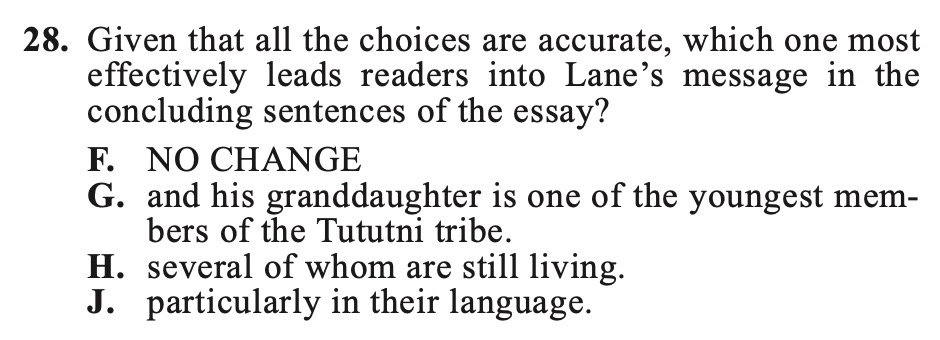 28. Given that all the choices are accurate, which one most
effectively leads readers into Lane's message in the
concluding sentences of the essay?
F. NO CHANGE
G. and his granddaughter is one of the youngest mem-
bers of the Tututni tribe.
H. several of whom are still living.
J. particularly in their language.